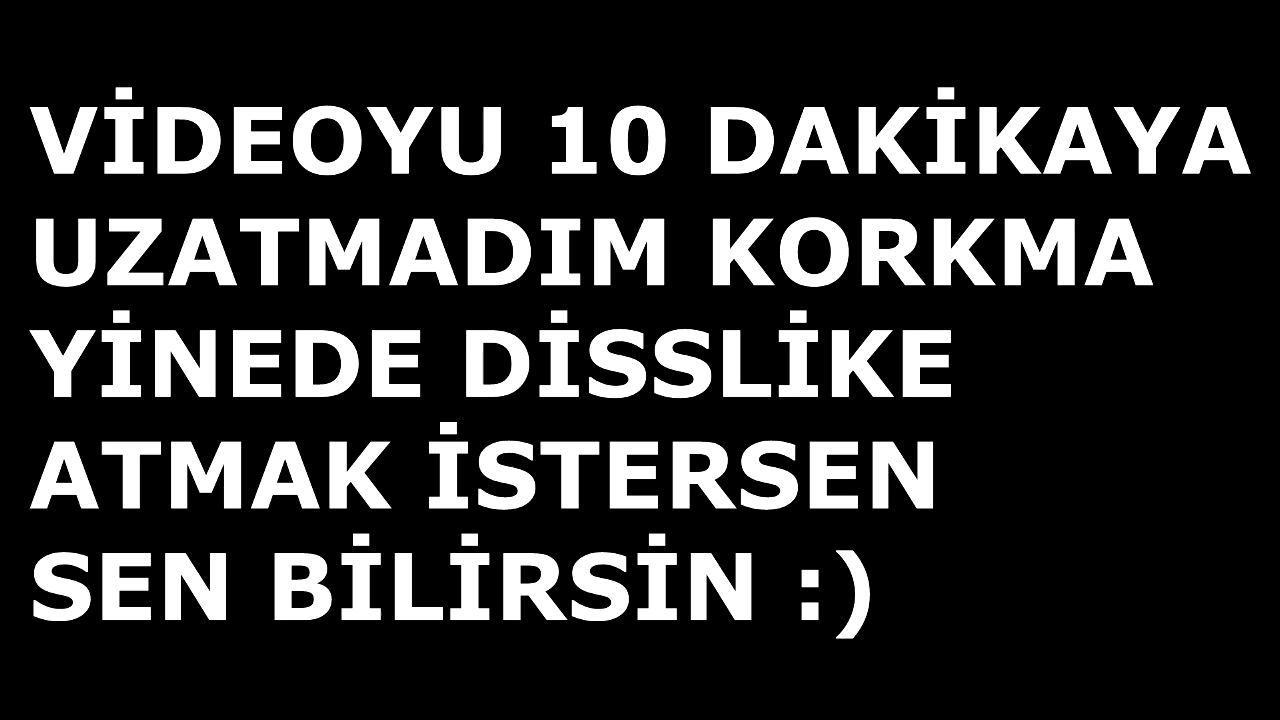 VİDEOYU 10 DAKİKAYA
UZATMADIM KORKMA
YİNEDE DİSSLİKE
ATMAK İSTERSEN
SEN BİLİRSİN :)